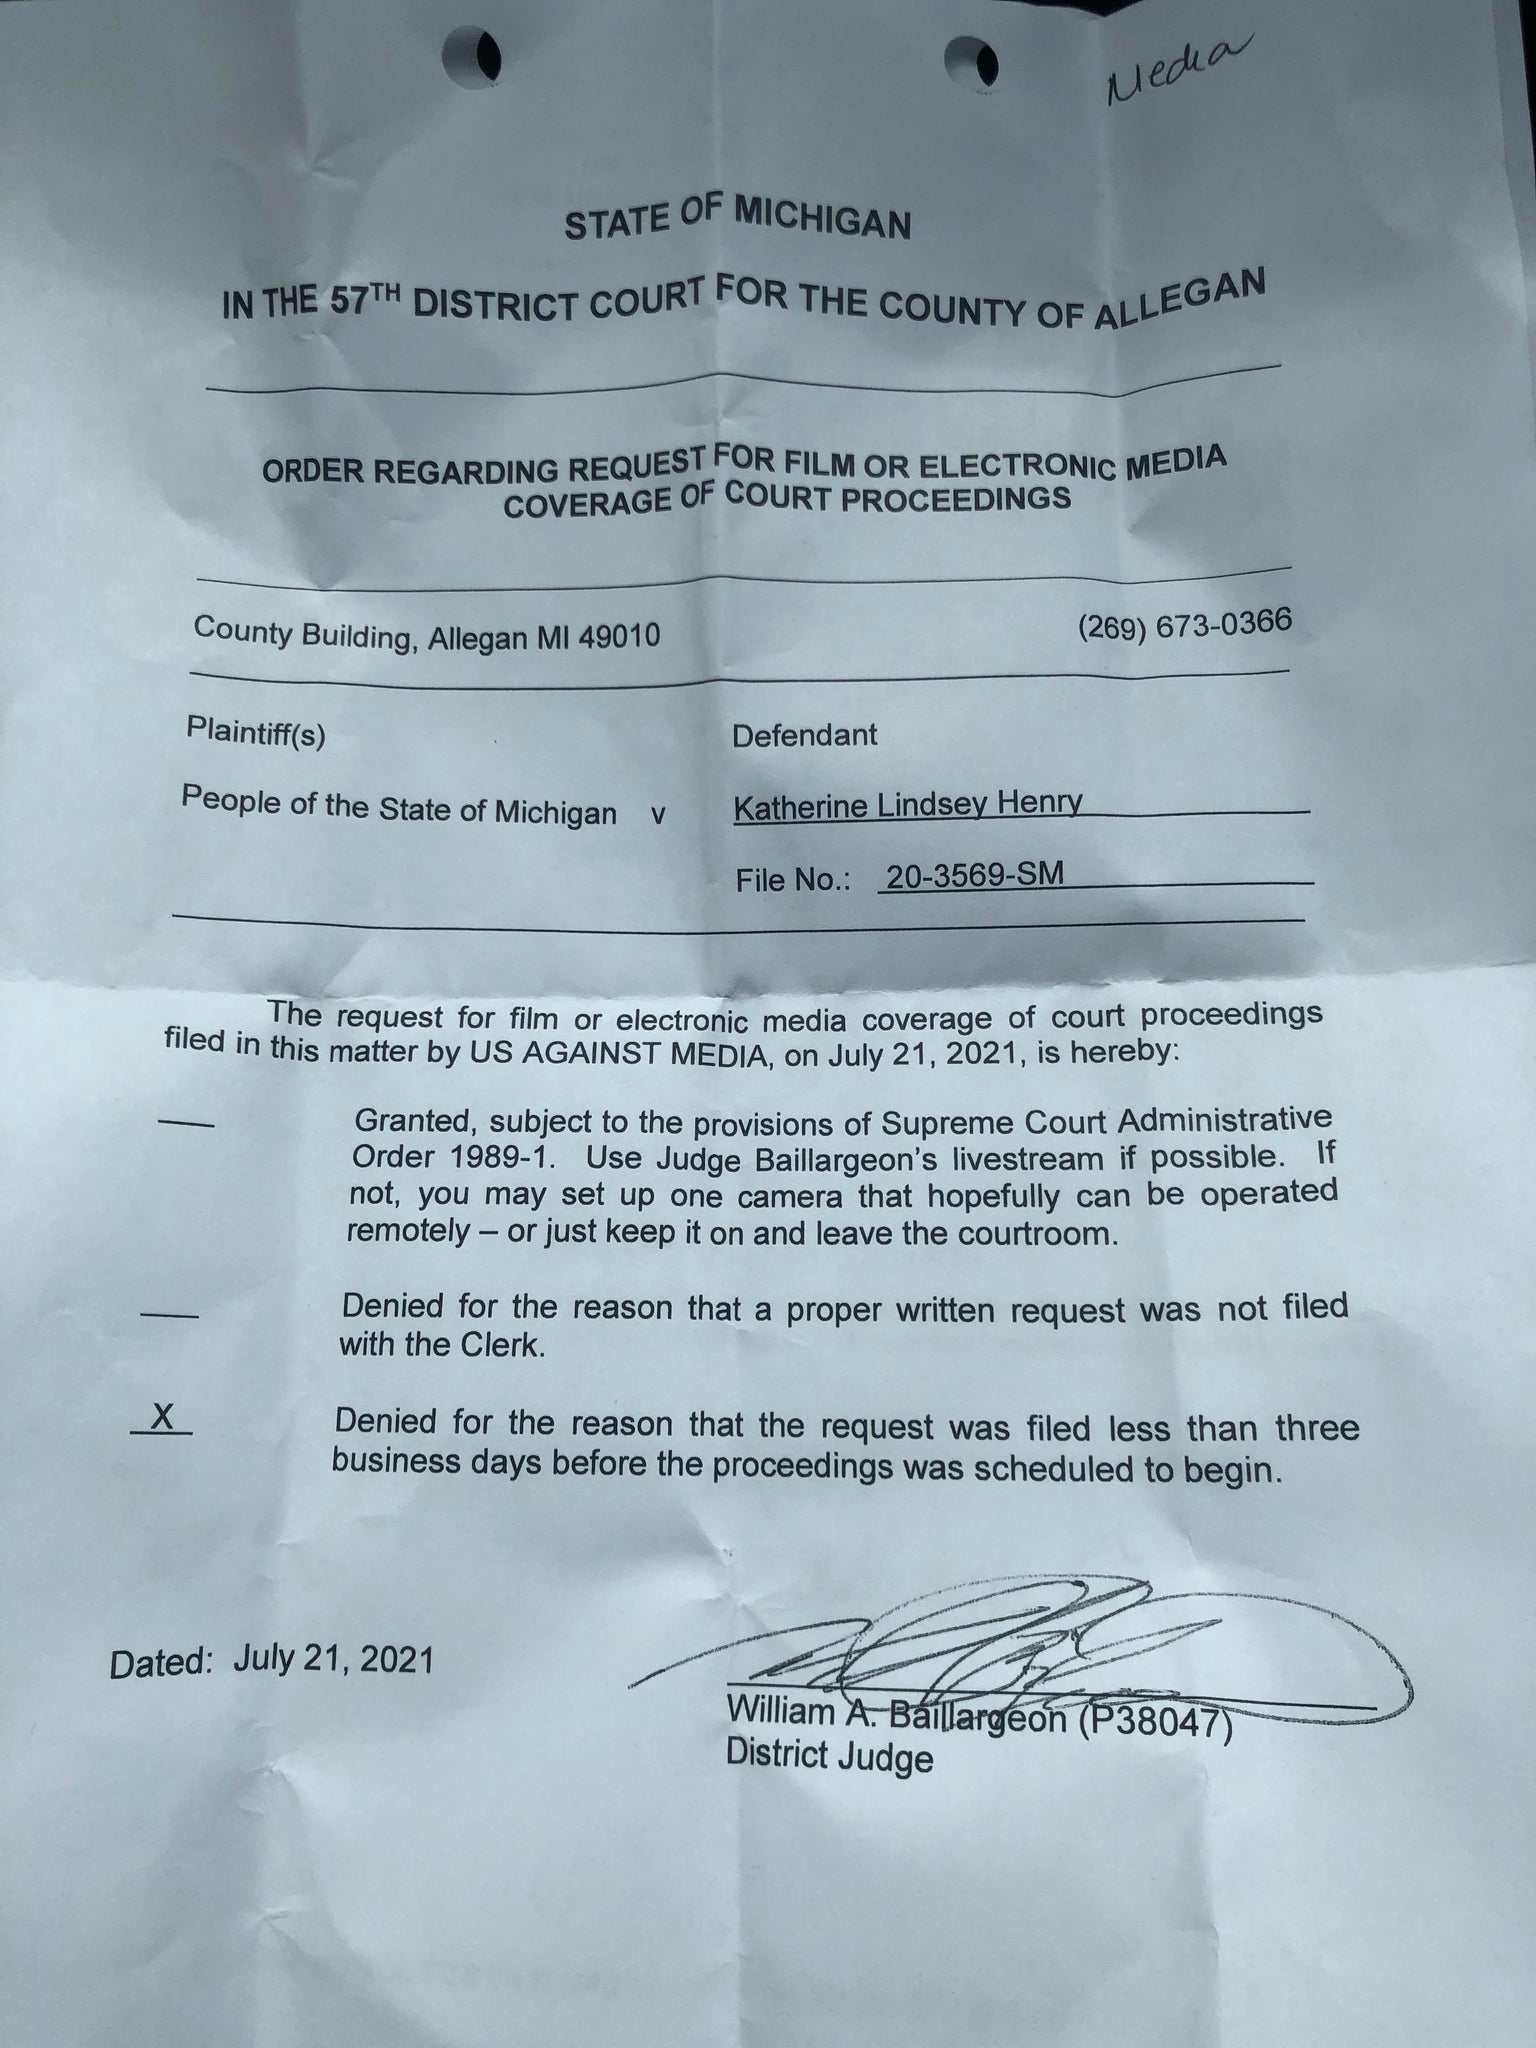 Media
STATE OF MICHIGAN
IN THE 57TH DISTRICT COURT FOR THE COUNTY OF ALLEGAN
ORDER REGARDING REQUEST FOR FILM OR ELECTRONIC MEDIA
COVERAGE OF COURT PROCEEDINGS
County Building, Allegan MI 49010 (269) 673-0366
Plaintiff(s) Defendant
People of the State of Michigan v Katherine Lindsey Henry
File No.: 20-3569-SM
The request for film or electronic media coverage of court proceedings
filed in this matter by US AGAINST MEDIA, on July 21, 2021, is hereby:
Granted, subject to the provisions of Supreme Court Administrative
Order 1989-1. Use Judge Baillargeon's livestream if possible. If
not, you may set up one camera that hopefully can be operated
remotely – or just keep it on and leave the courtroom.
Denied for the reason that a proper written request was not filed
with the Clerk.
X Denied for the reason that the request was filed less than three
business days before the proceedings was scheduled to begin.
Dated: July 21, 2021
William A. Baillargeon (P38047)
District Judge